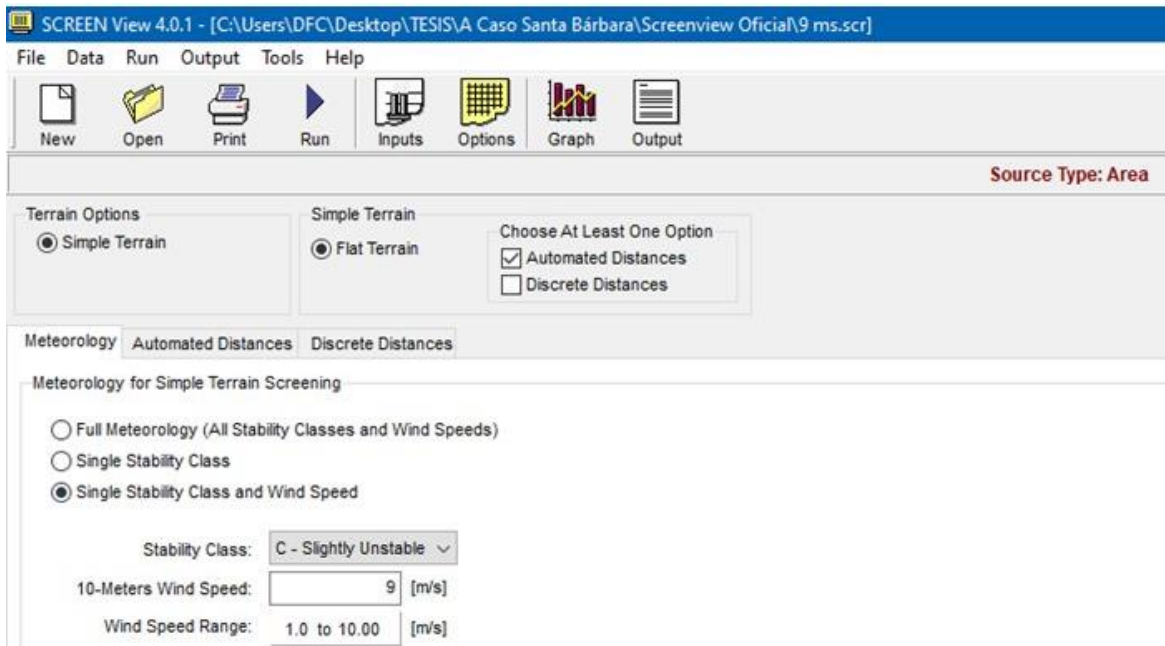 SCREEN View 4.0.1 - [C:\Users\DFC\Desktop\TESIS\A Caso Santa Bárbara\Screenview Oficial\9 ms.scr]
File Data Run Output Tools Help
New Open Print Run Inputs Options Graph Output
Source Type: Area
Terrain Options
Simple Terrain
Simple Terrain
Flat Terrain
Choose At Least One Option
Automated Distances
Discrete Distances
Meteorology Automated Distances Discrete Distances
Meteorology for Simple Terrain Screening
Full Meteorology (All Stability Classes and Wind Speeds)
Single Stability Class
Single Stability Class and Wind Speed
Stability Class: C - Slightly Unstable
10-Meters Wind Speed: 9 [m/s]
Wind Speed Range: 1.0 to 10.00 [m/s]